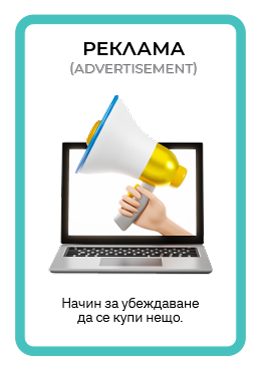 РЕКЛАМА
(ADVERTISEMENT)
Начин за убеждаване
да се купи нещо.